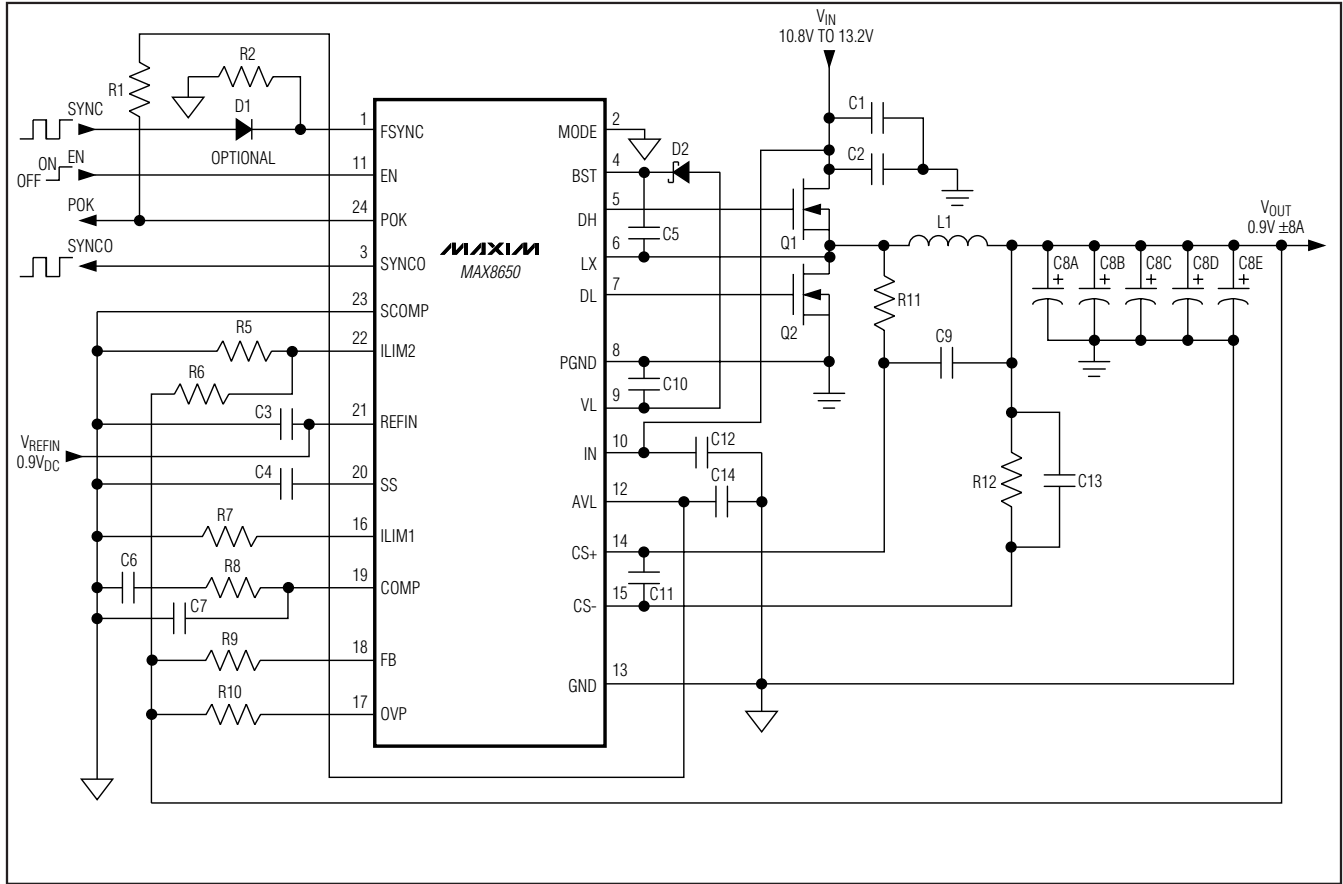 VIN
10.8V TO 13.2V
R2
R1
C1
SYNC
D1
1
FSYNC
MODE
2
OPTIONAL
C2
ON
OFF
EN
11
EN
BST
4
D2
POK
24
POK
DH
5
Q1
L1
VOUT
0.9V ±8A
C5
SYNCO
3
SYNCO
MAXIM
MAX8650
LX
6
C8A
C8B
C8C
C8D
C8E
+
+
+
+
+
DL
7
Q2
R11
23
SCOMP
R5
22
ILIM2
C9
PGND
8
R6
C10
VL
9
C3
21
REFIN
VREFIN
0.9VDC
IN
10
C12
C4
20
SS
AVL
12
C14
R12
C13
R7
16
ILIM1
CS+
14
C6
R8
19
COMP
C11
C7
CS-
15
R9
18
FB
GND
13
R10
17
OVP